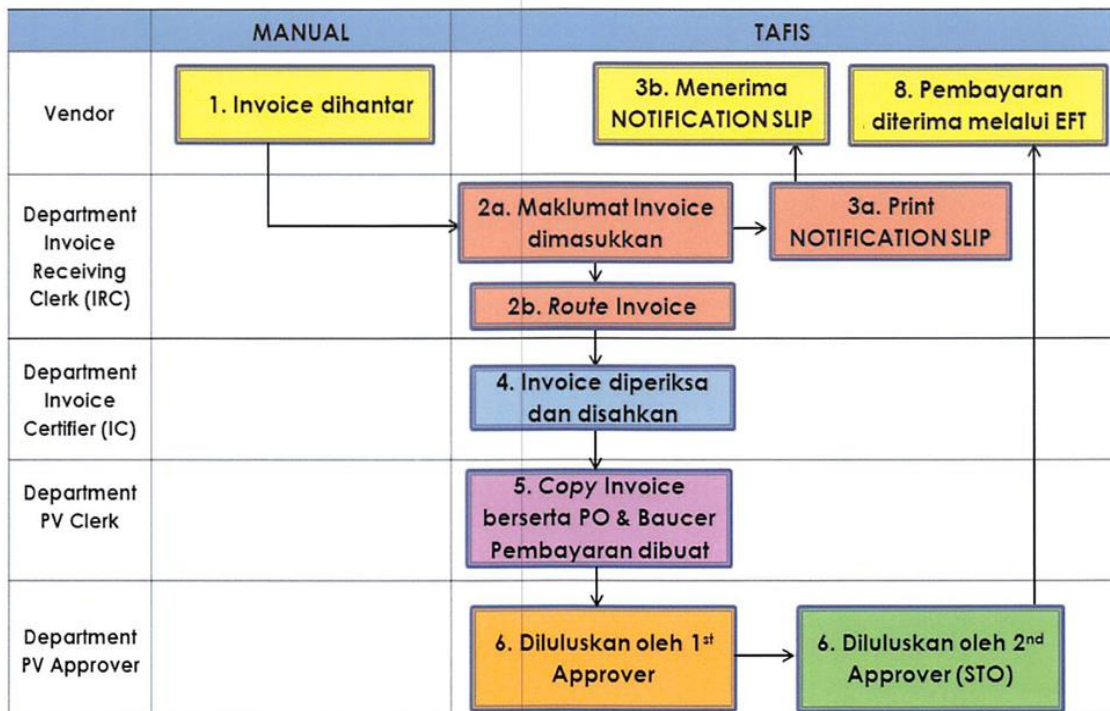 MANUAL
TAFIS
Vendor
1. Invoice dihantar
3b. Menerima
NOTIFICATION SLIP
8. Pembayaran
diterima melalui EFT
Department
Invoice
Receiving
Clerk (IRC)
2a. Maklumat Invoice
dimasukkan
3a. Print
NOTIFICATION SLIP
2b. Route Invoice
Department
Invoice
Certifier (IC)
4. Invoice diperiksa
dan disahkan
Department
PV Clerk
5. Copy Invoice
berserta PO & Baucer
Pembayaran dibuat
Department
PV Approver
6. Diluluskan oleh 1st
Approver
6. Diluluskan oleh 2nd
Approver (STO)